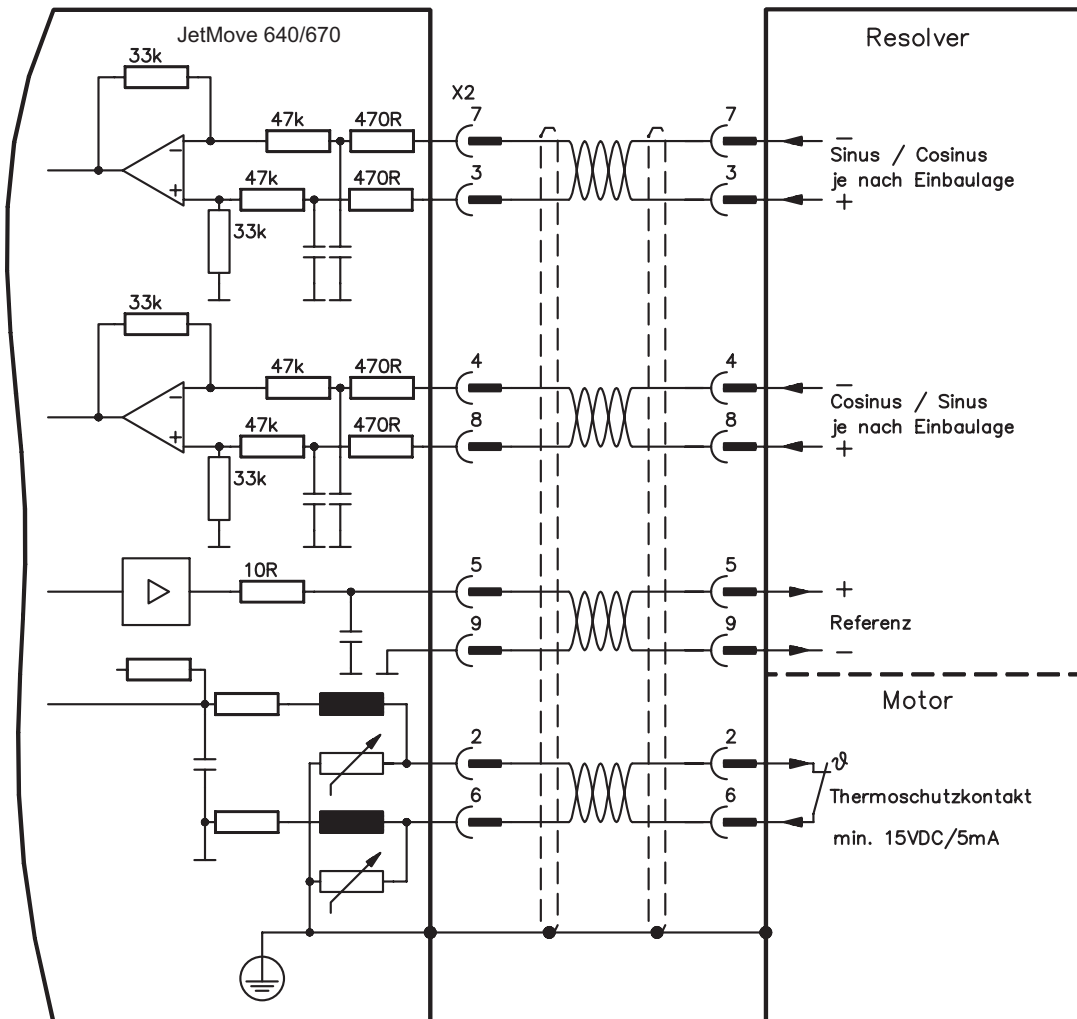 JetMove 640/670
Resolver
33k
X2
47k
470R
7
7
−
Sinus / Cosinus
je nach Einbaulage
−
+
47k
470R
3
3
+
33k
33k
47k
470R
4
4
−
Cosinus / Sinus
je nach Einbaulage
−
+
47k
470R
8
8
+
33k
10R
5
5
+
Referenz
9
9
−
Motor
2
2
ϑ
Thermoschutzkontakt
min. 15VDC/5mA
6
6